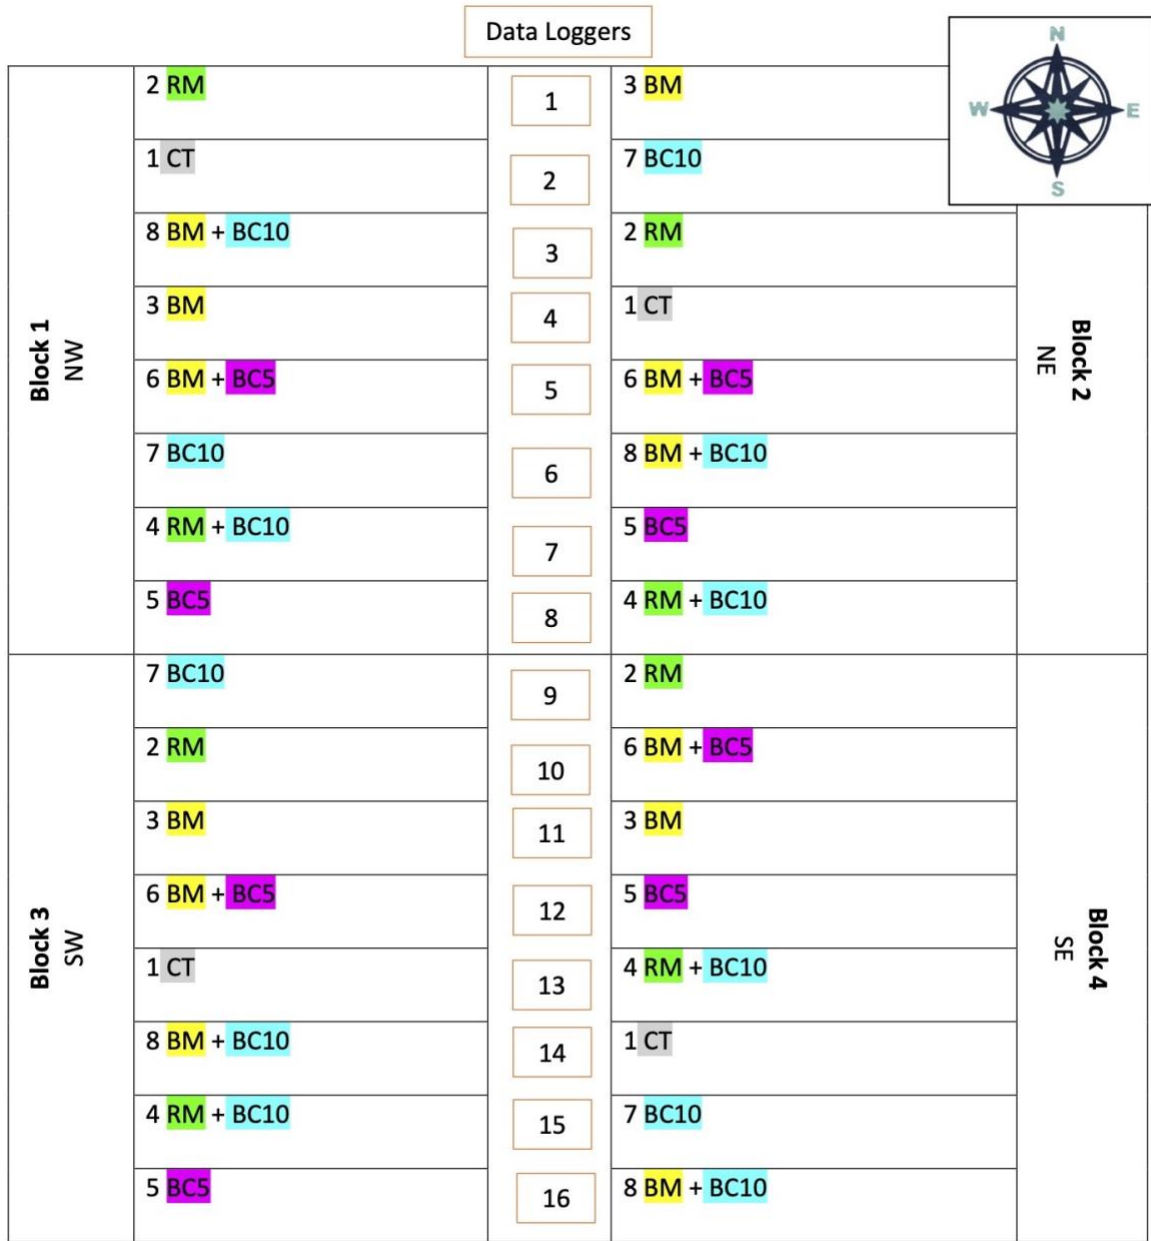 Data Loggers
N
W E
S
Block 1
NW
2 RM
1 CT
8 BM + BC10
3 BM
6 BM + BC5
7 BC10
4 RM + BC10
5 BC5
1
2
3
4
5
6
7
8
3 BM
7 BC10
2 RM
1 CT
6 BM + BC5
8 BM + BC10
5 BC5
4 RM + BC10
Block 2
NE
Block 3
SW
7 BC10
2 RM
3 BM
6 BM + BC5
1 CT
8 BM + BC10
4 RM + BC10
5 BC5
9
10
11
12
13
14
15
16
2 RM
6 BM + BC5
3 BM
5 BC5
4 RM + BC10
1 CT
7 BC10
8 BM + BC10
Block 4
SE